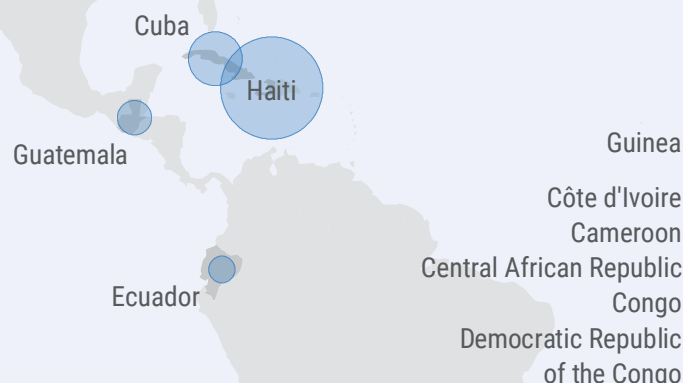 Cuba
Haiti
Guatemala
Ecuador
Guinea
Côte d'Ivoire
Cameroon
Central African Republic
Congo
Democratic Republic
of the Congo